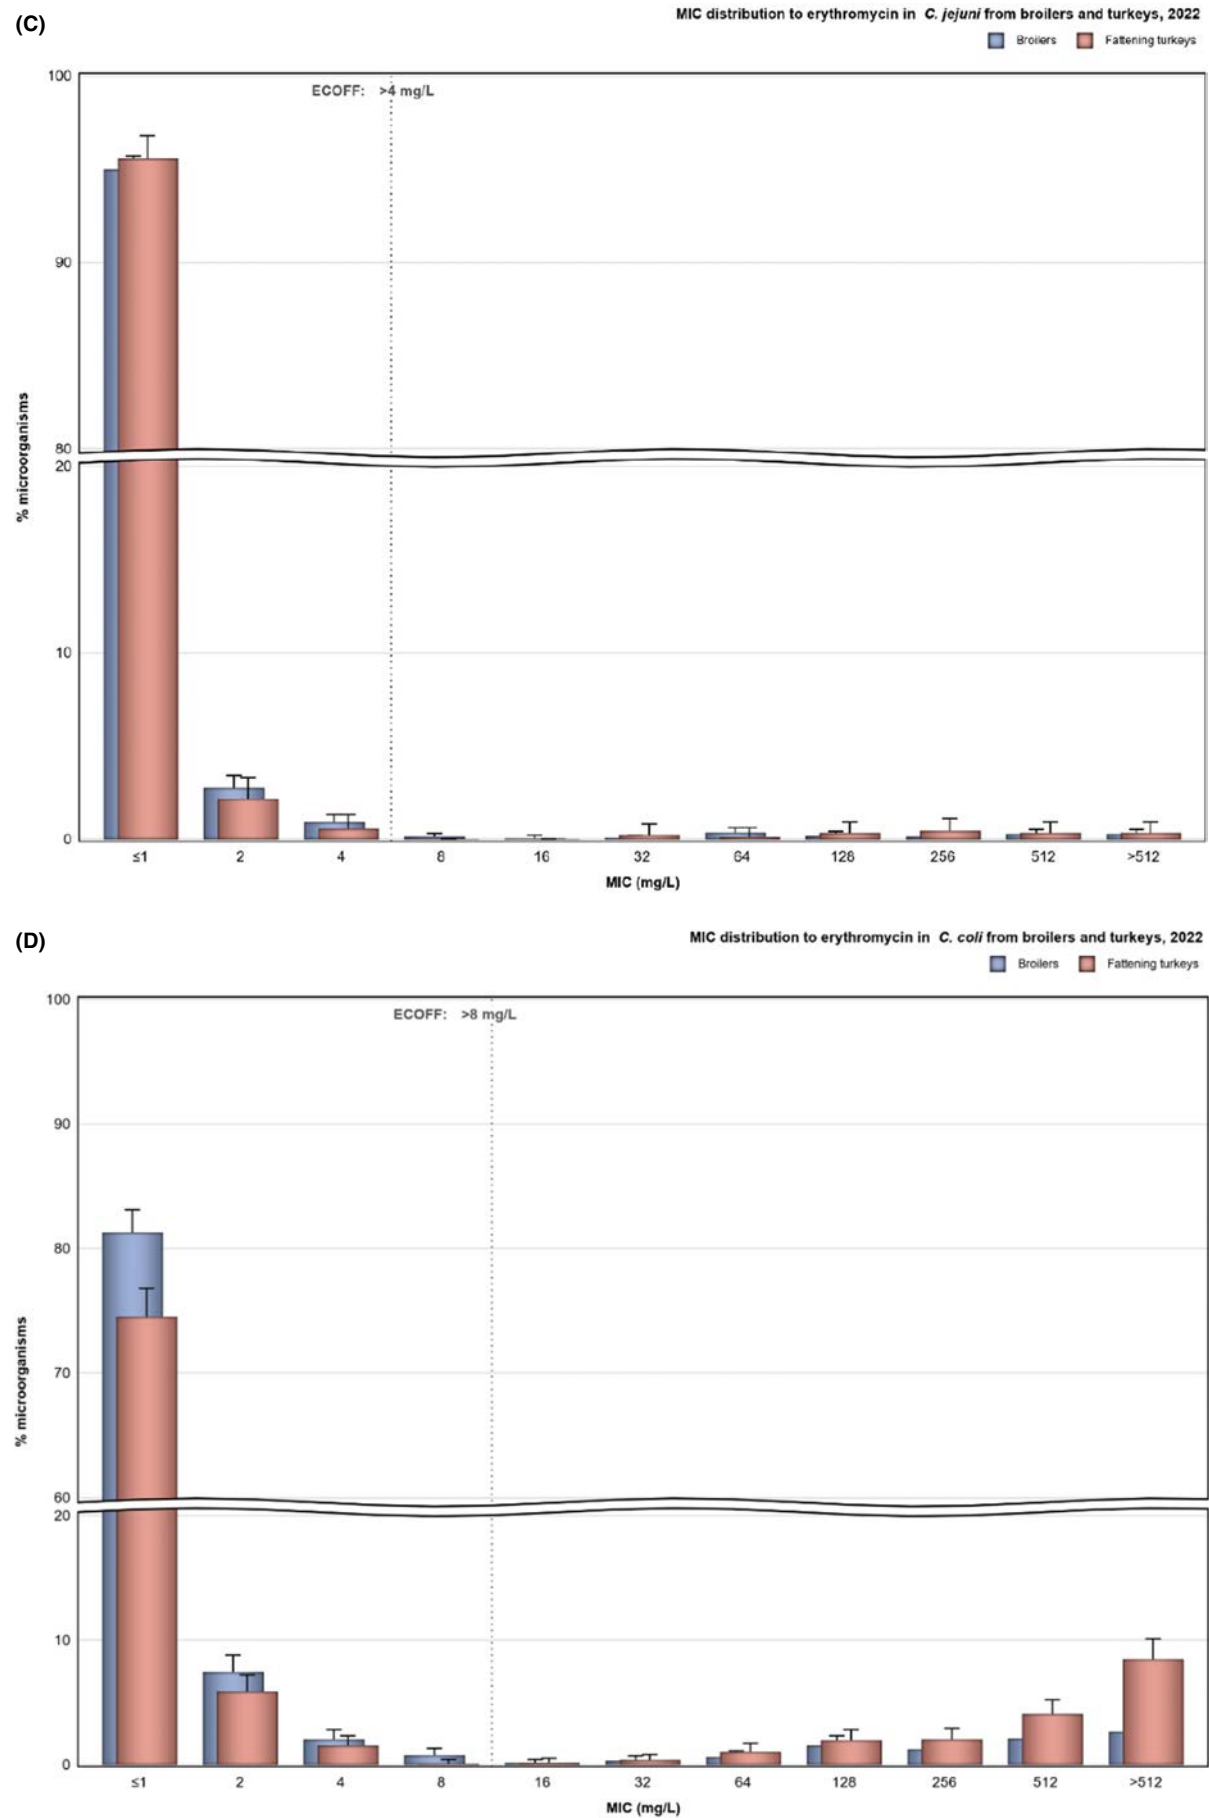 (C)
MIC distribution to erythromycin in C. jejuni from broilers and turkeys, 2022
Broilers Fattening turkeys
ECOFF: >4 mg/L
100
90
80
20
10
0
% microorganisms
≤1 2 4 8 16 32 64 128 256 512 >512
MIC (mg/L)
(D)
MIC distribution to erythromycin in C. coli from broilers and turkeys, 2022
Broilers Fattening turkeys
ECOFF: >8 mg/L
100
90
80
70
60
20
10
0
% microorganisms
≤1 2 4 8 16 32 64 128 256 512 >512
MIC (mg/L)